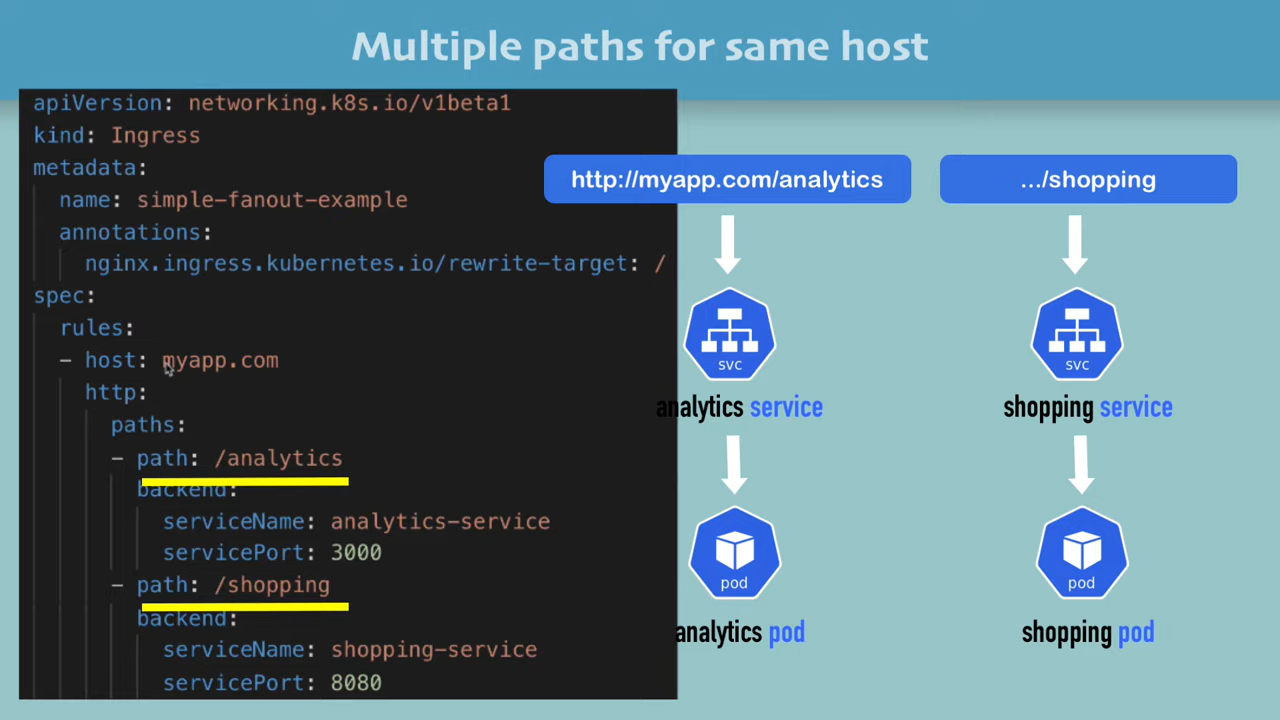 Multiple paths for same host
apiVersion: networking.k8s.io/v1beta1
kind: Ingress
metadata:
name: simple-fanout-example
annotations:
nginx.ingress.kubernetes.io/rewrite-target: /
spec:
rules:
- host: myapp.com
http:
paths:
- path: /analytics
backend:
serviceName: analytics-service
servicePort: 3000
- path: /shopping
backend:
serviceName: shopping-service
servicePort: 8080
http://myapp.com/analytics
svc
analytics service
pod
analytics pod
.../shopping
svc
shopping service
pod
shopping pod